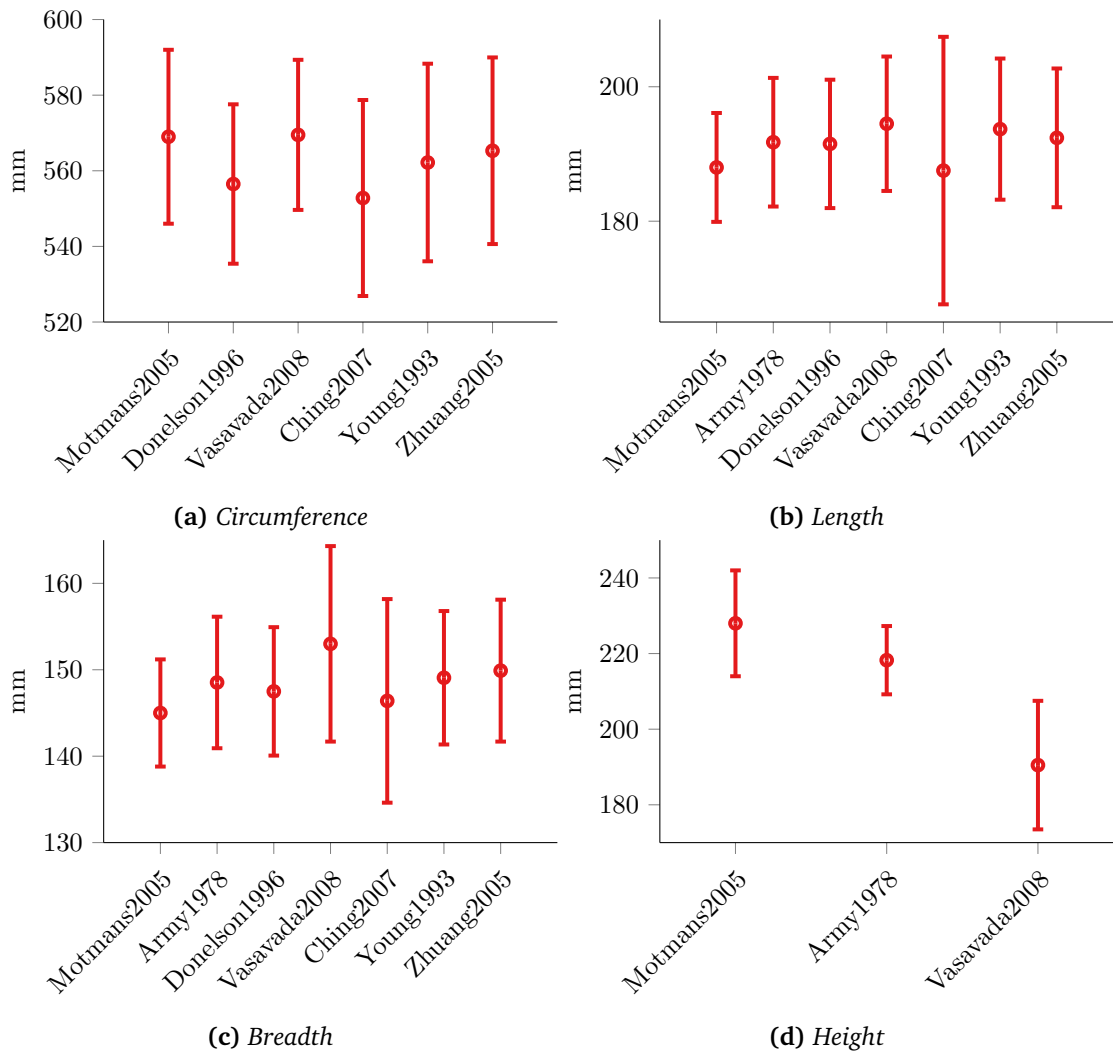 600
580
560
540
520
mm
Motmans2005
Donelson1996
Vasavada2008
Ching2007
Young1993
Zhuang2005
(a) Circumference
200
180
mm
Motmans2005
Army1978
Donelson1996
Vasavada2008
Ching2007
Young1993
Zhuang2005
(b) Length
160
150
140
130
mm
Motmans2005
Army1978
Donelson1996
Vasavada2008
Ching2007
Young1993
Zhuang2005
(c) Breadth
240
220
200
180
mm
Motmans2005
Army1978
Vasavada2008
(d) Height